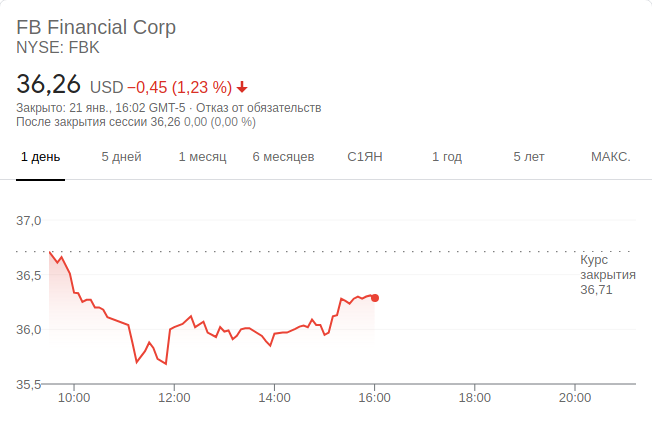 FB Financial Corp
NYSE: FBK
36,26 USD −0,45 (1,23 %)
Закрыто: 21 янв., 16:02 GMT-5 · Отказ от обязательств
После закрытия сессии 36,26 0,00 (0,00 %)
1 день 5 дней 1 месяц 6 месяцев С1ЯН 1 год 5 лет МАКС.
37,0
Курс
закрытия
36,71
36,5
36,0
35,5
10:00 12:00 14:00 16:00 18:00 20:00